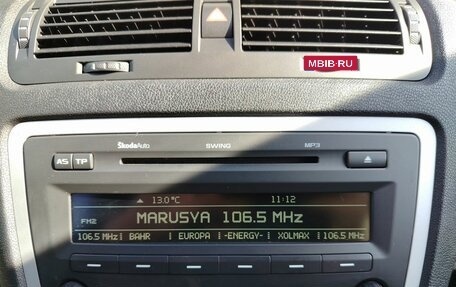 MBIB·RU
ŠkodaAuto SWING MP3
AS TP
13.0 °C 11:12
FM2 MARUSYA 106.5 MHz
106.5 MHz BAHR EUROPA -ENERGY- XOLMAX 106.5 MHz